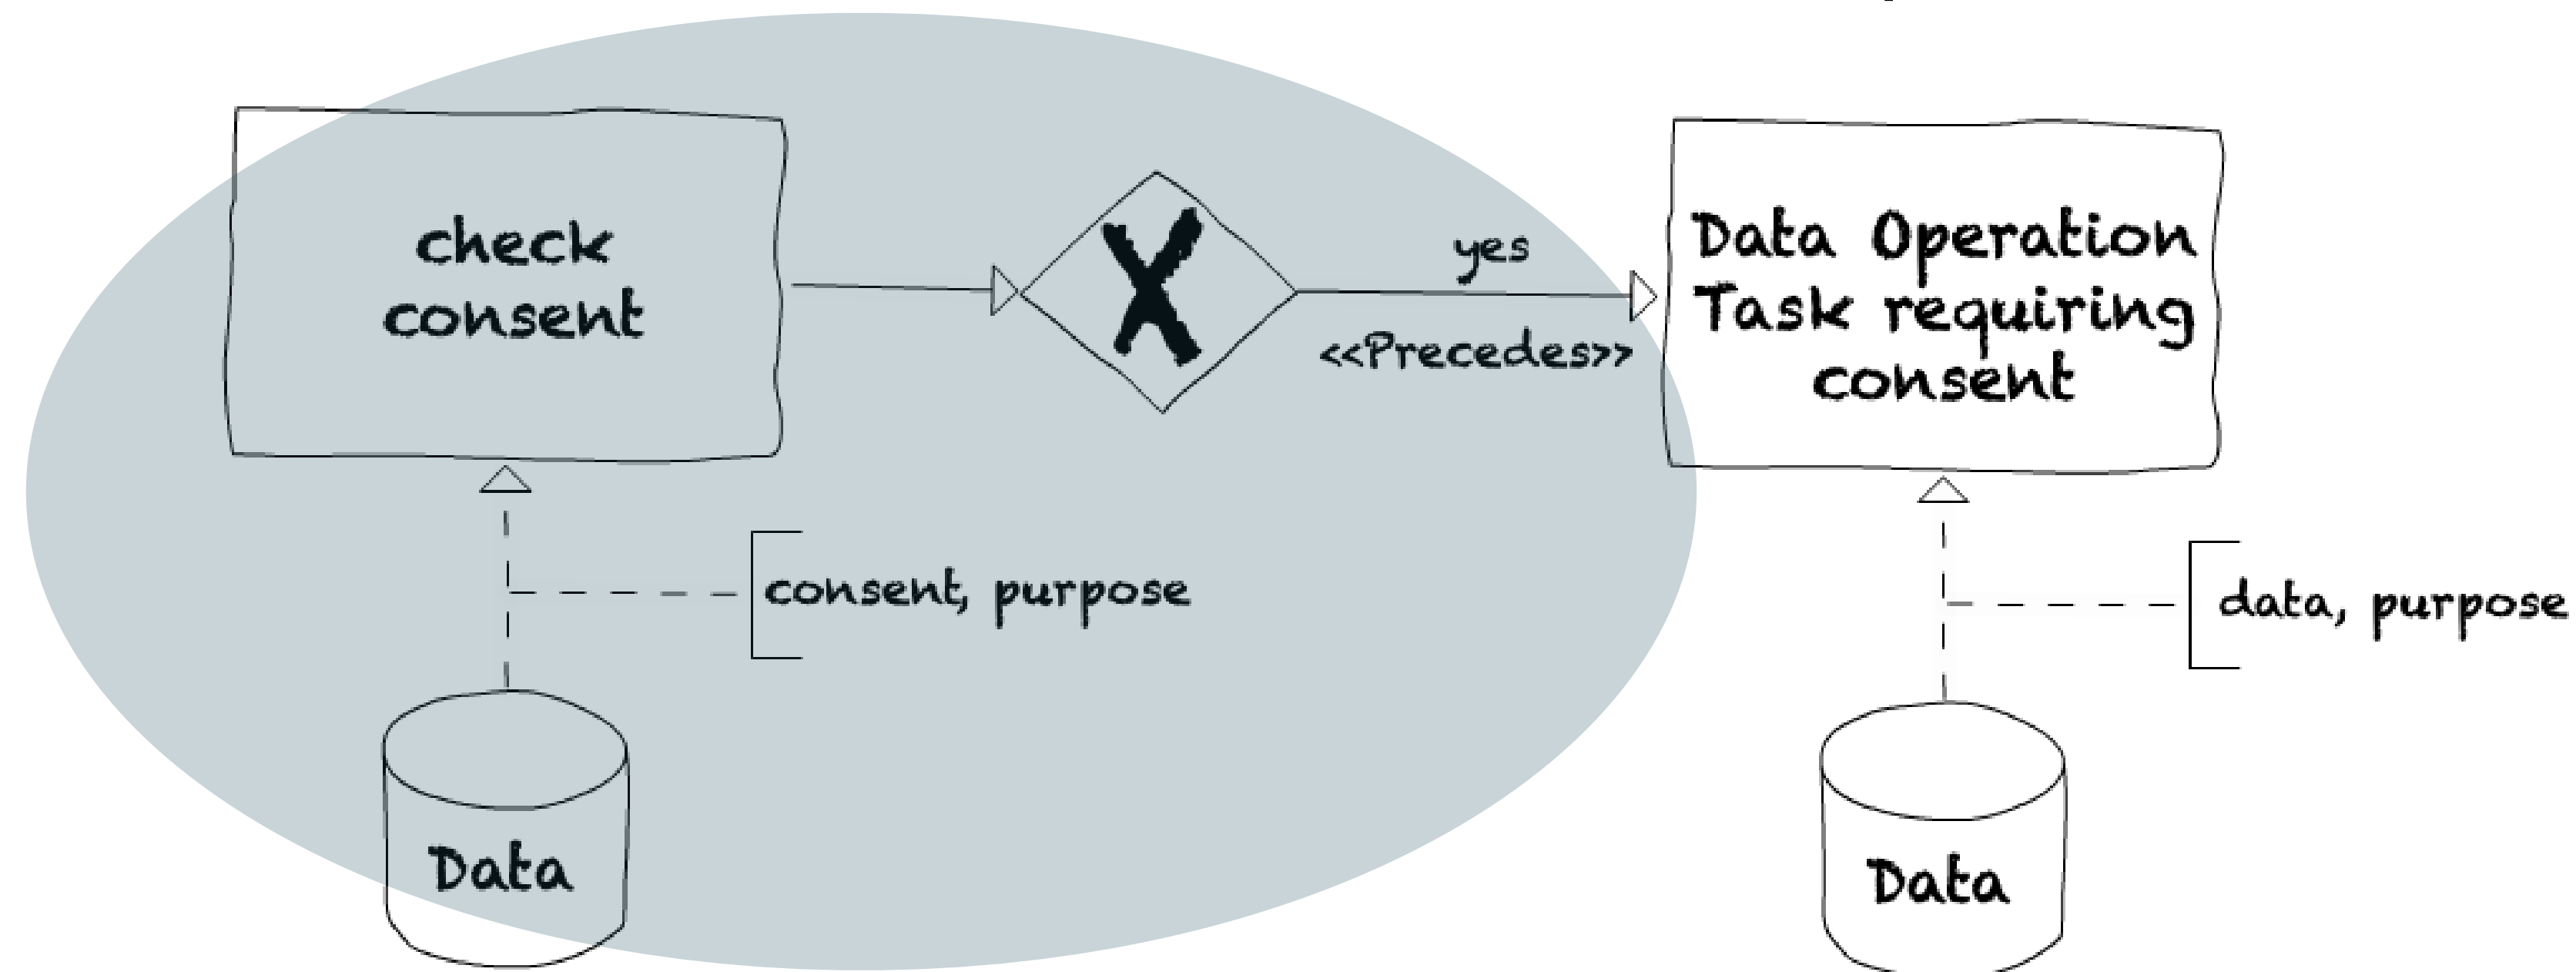 check
consent
X
yes
<<Precedes>>
Data Operation
Task requiring
consent
consent, purpose
data, purpose
Data
Data